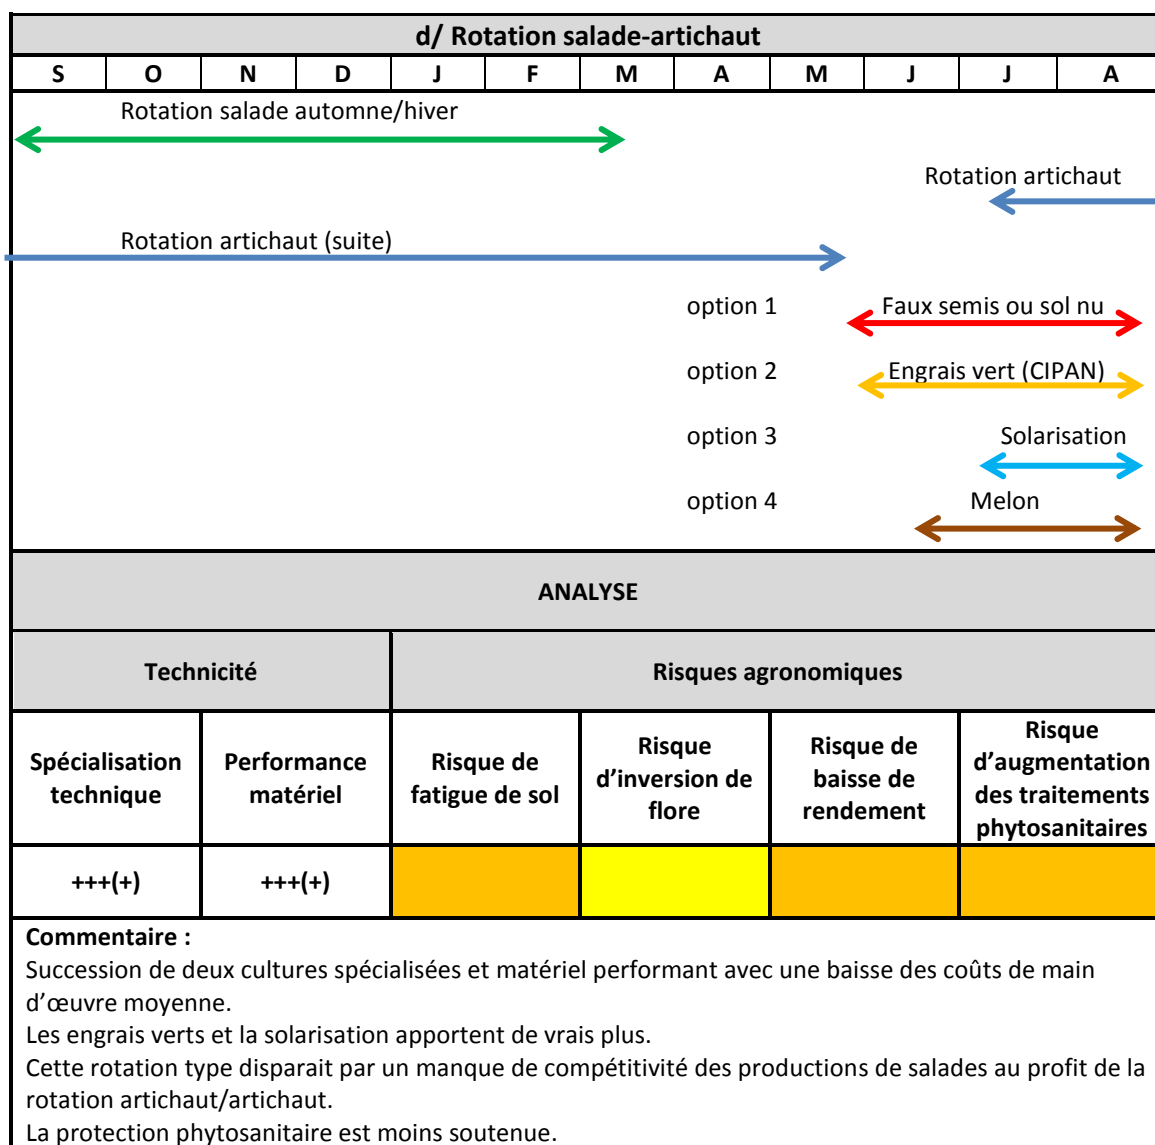 d/ Rotation salade-artichaut
S O N D J F M A M J J A
Rotation salade automne/hiver
Rotation artichaut
Rotation artichaut (suite)
option 1 Faux semis ou sol nu
option 2 Engrais vert (CIPAN)
option 3 Solarisation
option 4 Melon
ANALYSE
Technicité Risques agronomiques
Spécialisation
technique
Performance
matériel
Risque de
fatigue de sol
Risque
d’inversion de
flore
Risque de
baisse de
rendement
Risque
d’augmentation
des traitements
phytosanitaires
+++(+) +++(+)
Commentaire :
Succession de deux cultures spécialisées et matériel performant avec une baisse des coûts de main
d’œuvre moyenne.
Les engrais verts et la solarisation apportent de vrais plus.
Cette rotation type disparait par un manque de compétitivité des productions de salades au profit de la
rotation artichaut/artichaut.
La protection phytosanitaire est moins soutenue.